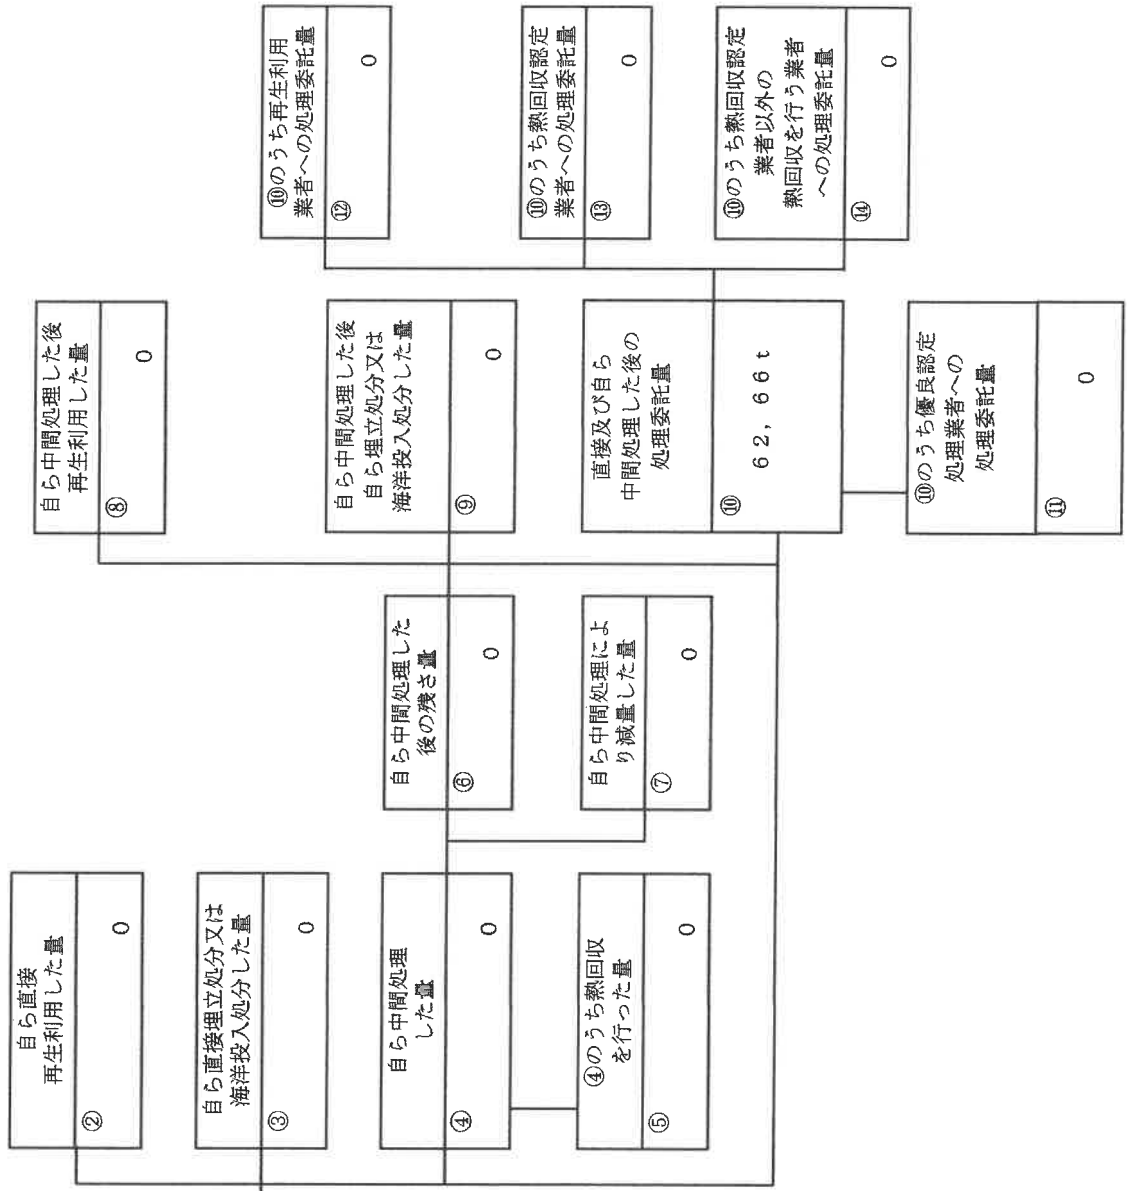 自ら直接
再生利用した量
②
0
自ら直接埋立処分又は
海洋投入処分した量
③
0
自ら中間処理
した量
④
0
④のうち熱回収
を行った量
⑤
0
自ら中間処理した
後の残さ量
⑥
0
自ら中間処理によ
り減量した量
⑦
0
自ら中間処理した後
再生利用した量
⑧
0
自ら中間処理した後
自ら埋立処分又は
海洋投入処分した量
⑨
0
直接及び自ら
中間処理した後の
処理委託量
⑩
62,66t
⑩のうち優良認定
処理業者への
処理委託量
⑪
0
⑩のうち再生利用
業者への処理委託量
⑫
0
⑩のうち熱回収認定
業者への処理委託量
⑬
0
⑩のうち熱回収認定
業者以外の
熱回収を行う業者
への処理委託量
⑭
0